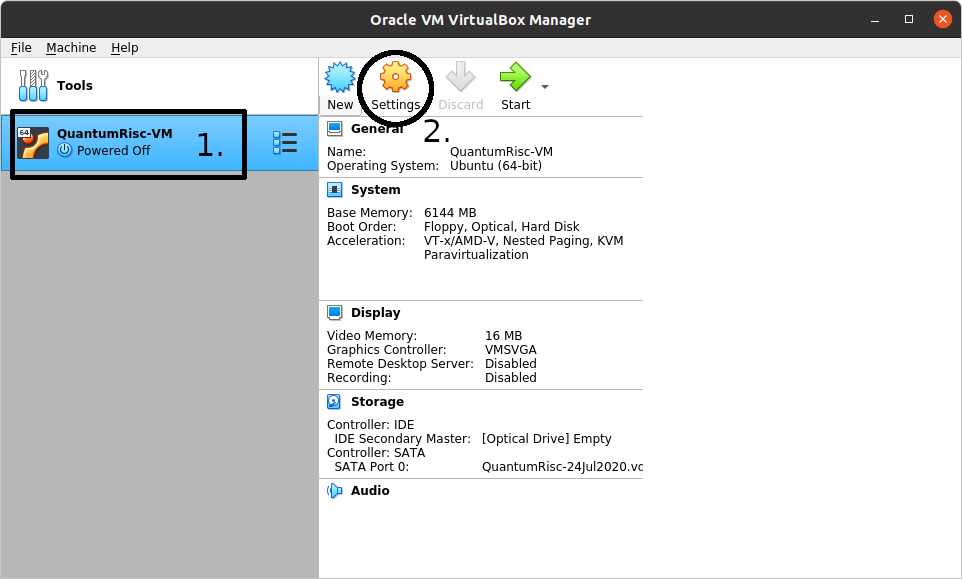 Oracle VM VirtualBox Manager
File Machine Help
Tools
New Settings Discard Start
64 QuantumRisc-VM
Powered Off
1.
2.
General
Name: QuantumRisc-VM
Operating System: Ubuntu (64-bit)
System
Base Memory: 6144 MB
Boot Order: Floppy, Optical, Hard Disk
Acceleration: VT-x/AMD-V, Nested Paging, KVM
Paravirtualization
Display
Video Memory: 16 MB
Graphics Controller: VMSVGA
Remote Desktop Server: Disabled
Recording: Disabled
Storage
Controller: IDE
IDE Secondary Master: [Optical Drive] Empty
Controller: SATA
SATA Port 0: QuantumRisc-24Jul2020.vd
Audio